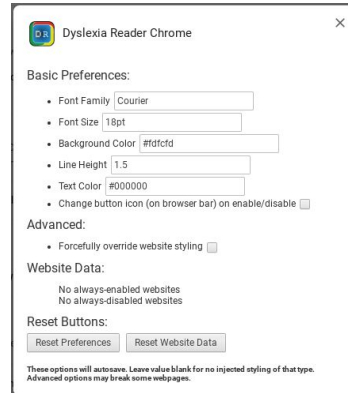 DR Dyslexia Reader Chrome
Basic Preferences:
Font Family Courier
Font Size 18pt
Background Color #fdfcfd
Line Height 1.5
Text Color #000000
Change button icon (on browser bar) on enable/disable
Advanced:
Forcefully override website styling
Website Data:
No always-enabled websites
No always-disabled websites
Reset Buttons:
Reset Preferences Reset Website Data
These options will autosave. Leave value blank for no injected styling of that type.
Advanced options may break some webpages.